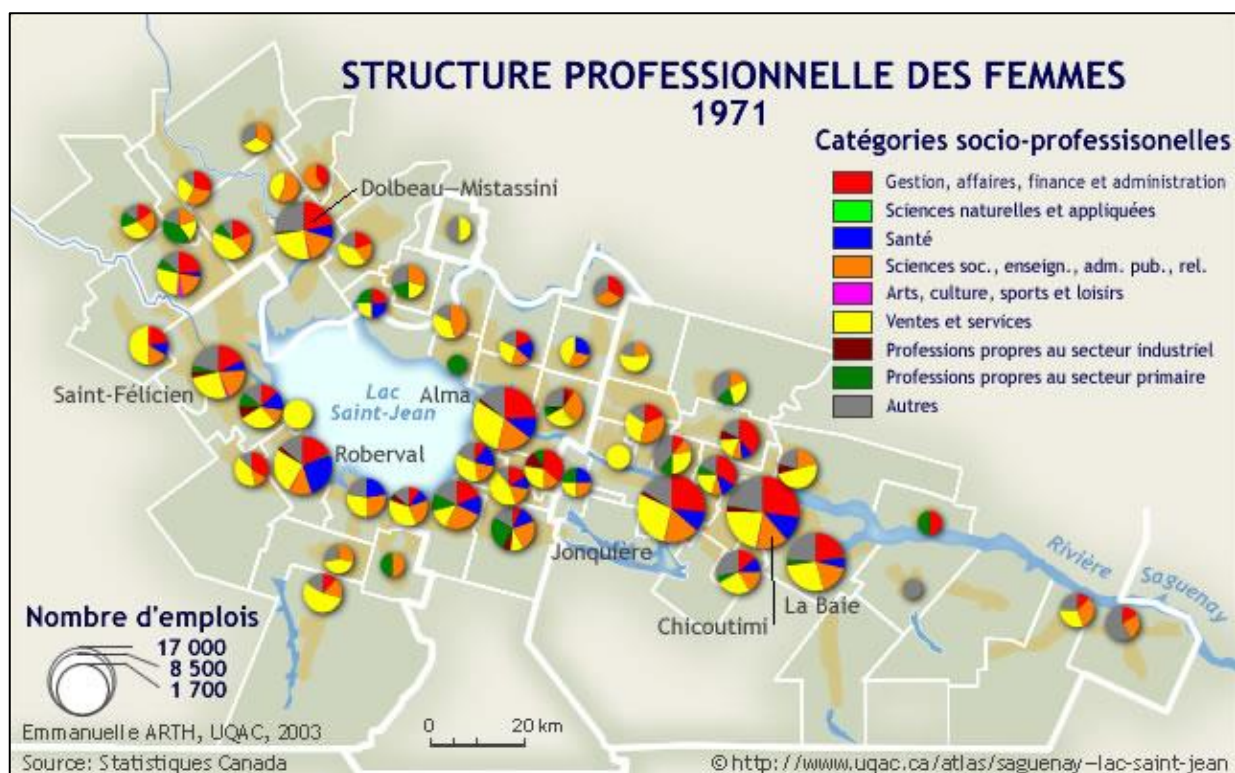 STRUCTURE PROFESSIONNELLE DES FEMMES
1971
Catégories socio-professisonelles
Gestion, affaires, finance et administration
Sciences naturelles et appliquées
Santé
Sciences soc., enseign., adm. pub., rel.
Arts, culture, sports et loisirs
Ventes et services
Professions propres au secteur industriel
Professions propres au secteur primaire
Autres
Dolbeau-Mistassini
Saint-Félicien
Lac
Saint-Jean
Alma
Roberval
Jonquière
Chicoutimi
La Baie
Rivière
Saguenay
Nombre d'emplois
17 000
8 500
1 700
0 20 km
Emmanuelle ARTH, UQAC, 2003
Source: Statistiques Canada
© http://www.uqac.ca/atlas/saguenay-lac-saint-jean